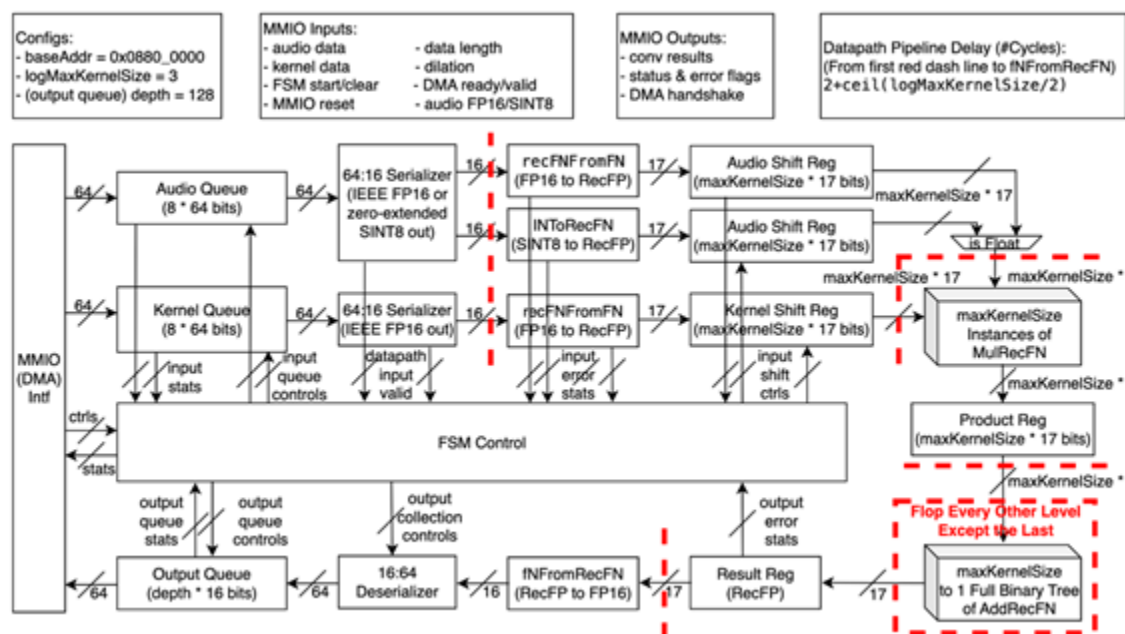 Configs:
- baseAddr = 0x0880_0000
- logMaxKernelSize = 3
- (output queue) depth = 128
MMIO Inputs:
- audio data
- kernel data
- FSM start/clear
- MMIO reset
- data length
- dilation
- DMA ready/valid
- audio FP16/SINT8
MMIO Outputs:
- conv results
- status & error flags
- DMA handshake
Datapath Pipeline Delay (#Cycles):
(From first red dash line to fNFromRecFN)
2+ceil(logMaxKernelSize/2)
MMIO
(DMA)
Intf
64
Audio Queue
(8 * 64 bits)
64
64:16 Serializer
(IEEE FP16 or
zero-extended
SINT8 out)
16
recFNFromFN
(FP16 to RecFP)
17
Audio Shift Reg
(maxKernelSize * 17 bits)
maxKernelSize * 17
16
INToRecFN
(SINT8 to RecFP)
17
Audio Shift Reg
(maxKernelSize * 17 bits)
is Float
maxKernelSize * 17
maxKernelSize *
64
Kernel Queue
(8 * 64 bits)
64
64:16 Serializer
(IEEE FP16 out)
16
recFNFromFN
(FP16 to RecFP)
17
Kernel Shift Reg
(maxKernelSize * 17 bits)
maxKernelSize
Instances of
MulRecFN
input
stats
input
queue
controls
datapath
input
valid
input
error
stats
input
shift
ctrls
maxKernelSize *
ctrls
stats
FSM Control
Product Reg
(maxKernelSize * 17 bits)
maxKernelSize *
output
queue
stats
output
queue
controls
output
collection
controls
output
error
stats
Flop Every Other Level
Except the Last
64
Output Queue
(depth * 16 bits)
64
16:64
Deserializer
16
fNFromRecFN
(RecFP to FP16)
17
Result Reg
(RecFP)
17
maxKernelSize
to 1 Full Binary Tree
of AddRecFN